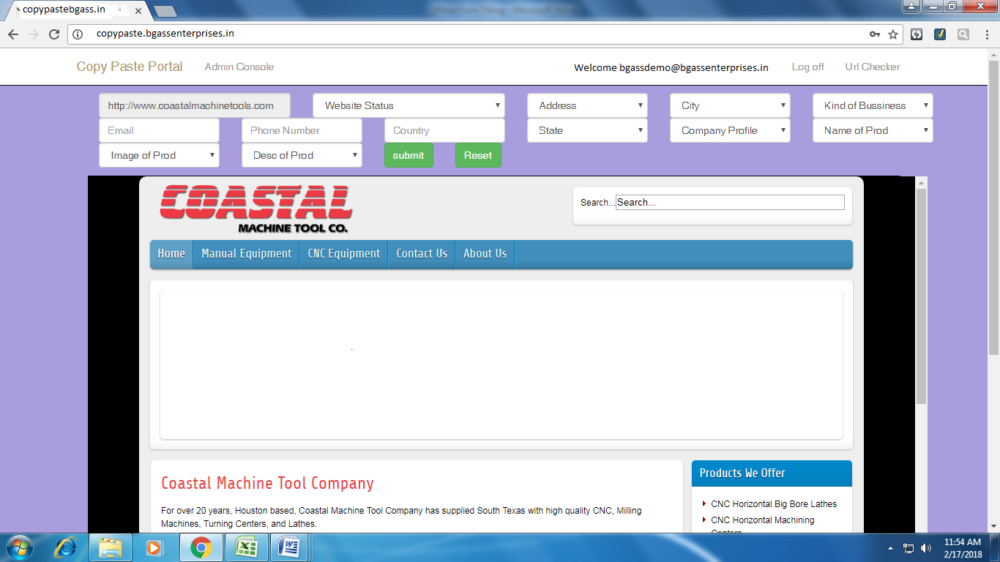 copypastebgass.in
copypaste.bgassenterprises.in
Copy Paste Portal Admin Console Welcome bgassdemo@bgassenterprises.in Log off Url Checker
http://www.coastalmachinetools.com Website Status Address City Kind of Bussiness
Email Phone Number Country State Company Profile Name of Prod
Image of Prod Desc of Prod submit Reset
COASTAL
MACHINE TOOL CO.
Search... Search...
Home Manual Equipment CNC Equipment Contact Us About Us
Coastal Machine Tool Company
For over 20 years, Houston based, Coastal Machine Tool Company has supplied South Texas with high quality CNC, Milling
Machines, Turning Centers, and Lathes.
Products We Offer
CNC Horizontal Big Bore Lathes
CNC Horizontal Machining
Centers
11:54 AM
2/17/2018